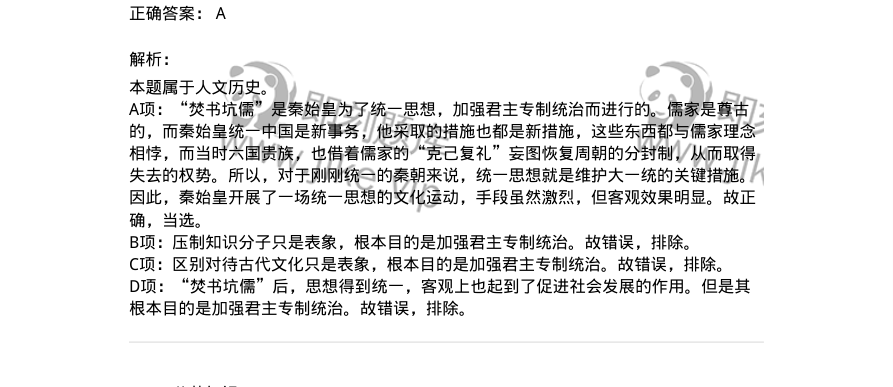 正确答案： A
解析：
本题属于人文历史。
A项：“焚书坑儒”是秦始皇为了统一思想，加强君主专制统治而进行的。儒家是尊古
的，而秦始皇统一中国是新事务，他采取的措施也都是新措施，这些东西都与儒家理念
相悖，而当时六国贵族，也借着儒家的“克己复礼”妄图恢复周朝的分封制，从而取得
失去的权势。所以，对于刚刚统一的秦朝来说，统一思想就是维护大一统的关键措施。
因此，秦始皇开展了一场统一思想的文化运动，手段虽然激烈，但客观效果明显。故正
确，当选。
B项：压制知识分子只是表象，根本目的是加强君主专制统治。故错误，排除。
C项：区别对待古代文化只是表象，根本目的是加强君主专制统治。故错误，排除。
D项：“焚书坑儒”后，思想得到统一，客观上也起到了促进社会发展的作用。但是其
根本目的是加强君主专制统治。故错误，排除。